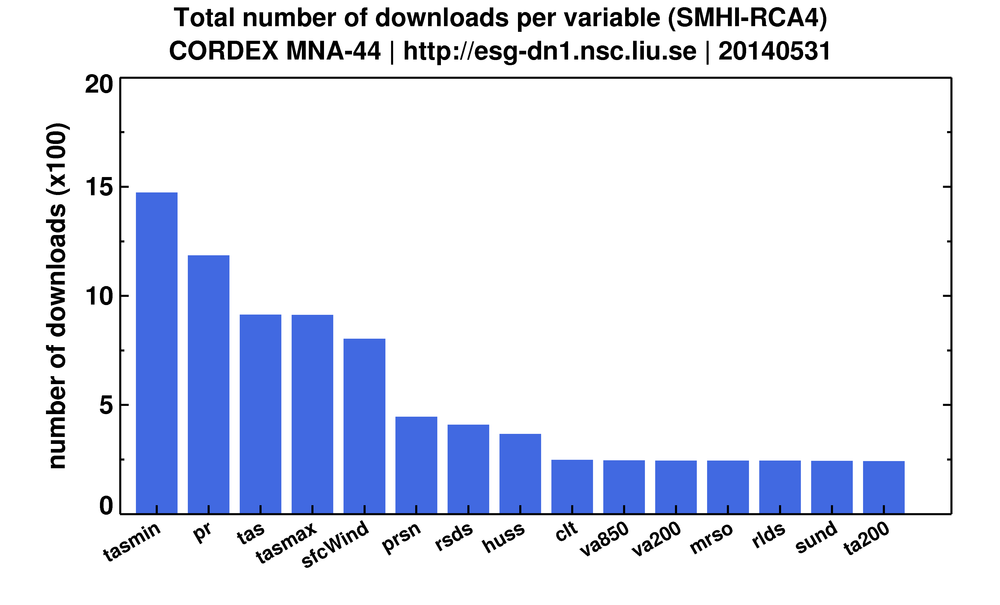 Total number of downloads per variable (SMHI-RCA4)
CORDEX MNA-44 | http://esg-dn1.nsc.liu.se | 20140531
number of downloads (x100)
20
15
10
5
0
tasmin
pr
tas
tasmax
sfcWind
prsn
rsds
huss
clt
va850
va200
mrso
rlds
sund
ta200